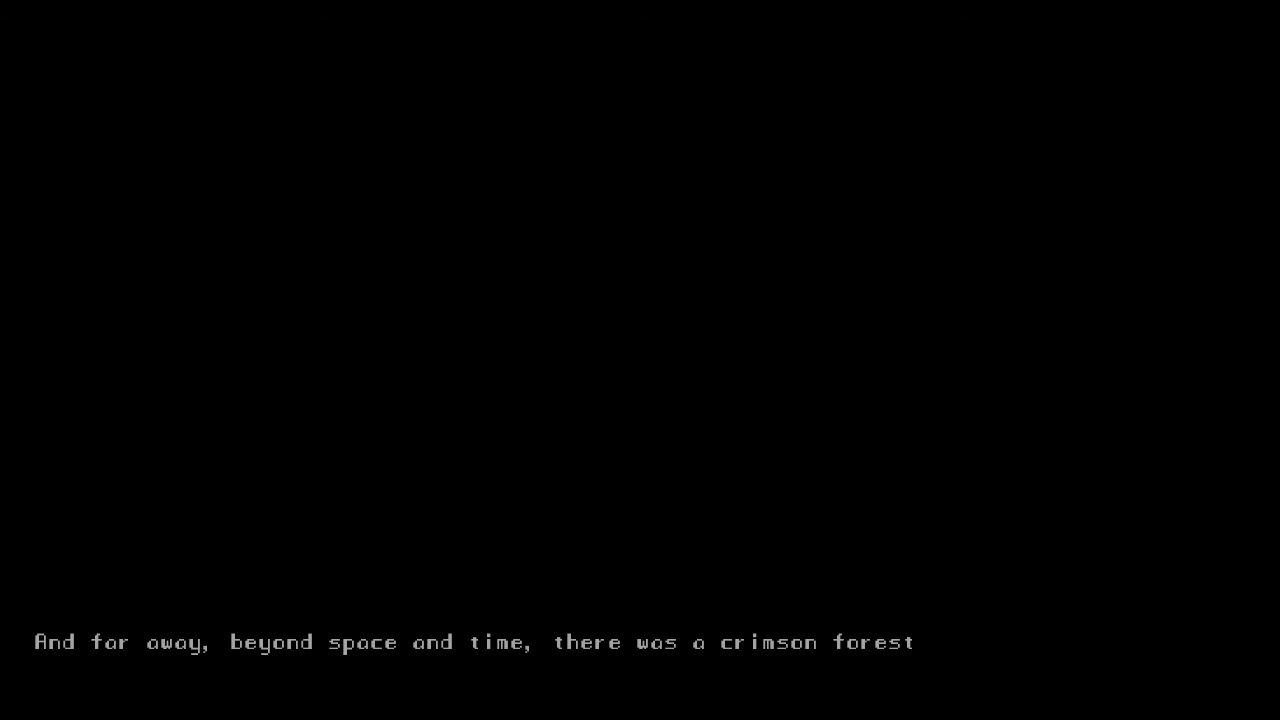 And far away, beyond space and time, there was a crimson forest